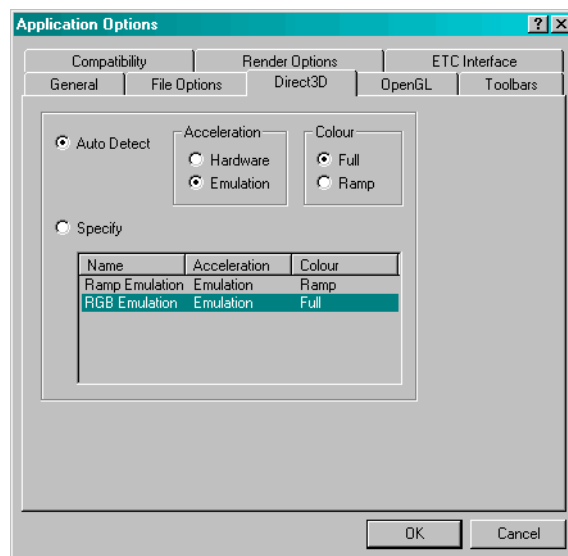 Application Options
Compatibility Render Options ETC Interface
General File Options Direct3D OpenGL Toolbars
Auto Detect
Acceleration
Hardware
Emulation
Colour
Full
Ramp
Specify
Name Acceleration Colour
Ramp Emulation Emulation Ramp
RGB Emulation Emulation Full
OK Cancel